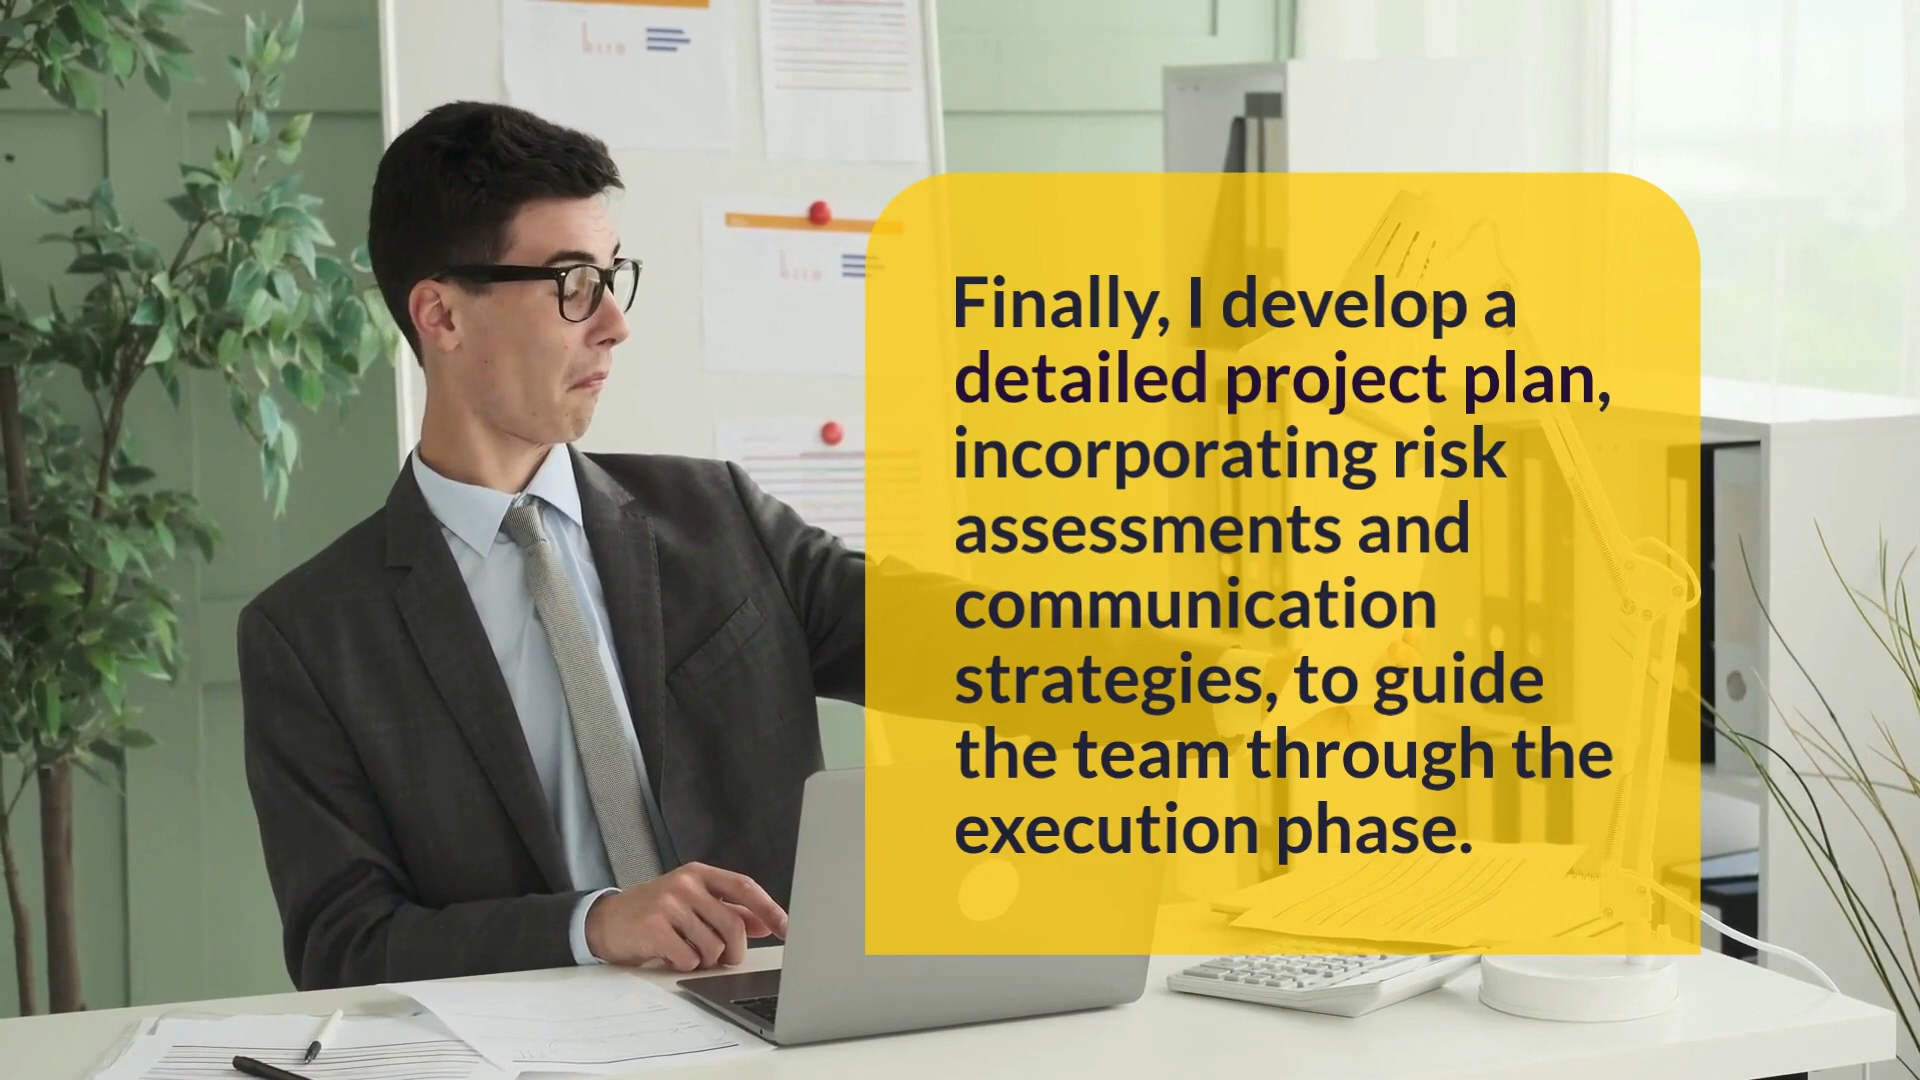 Finally, I develop a
detailed project plan,
incorporating risk
assessments and
communication
strategies, to guide
the team through the
execution phase.